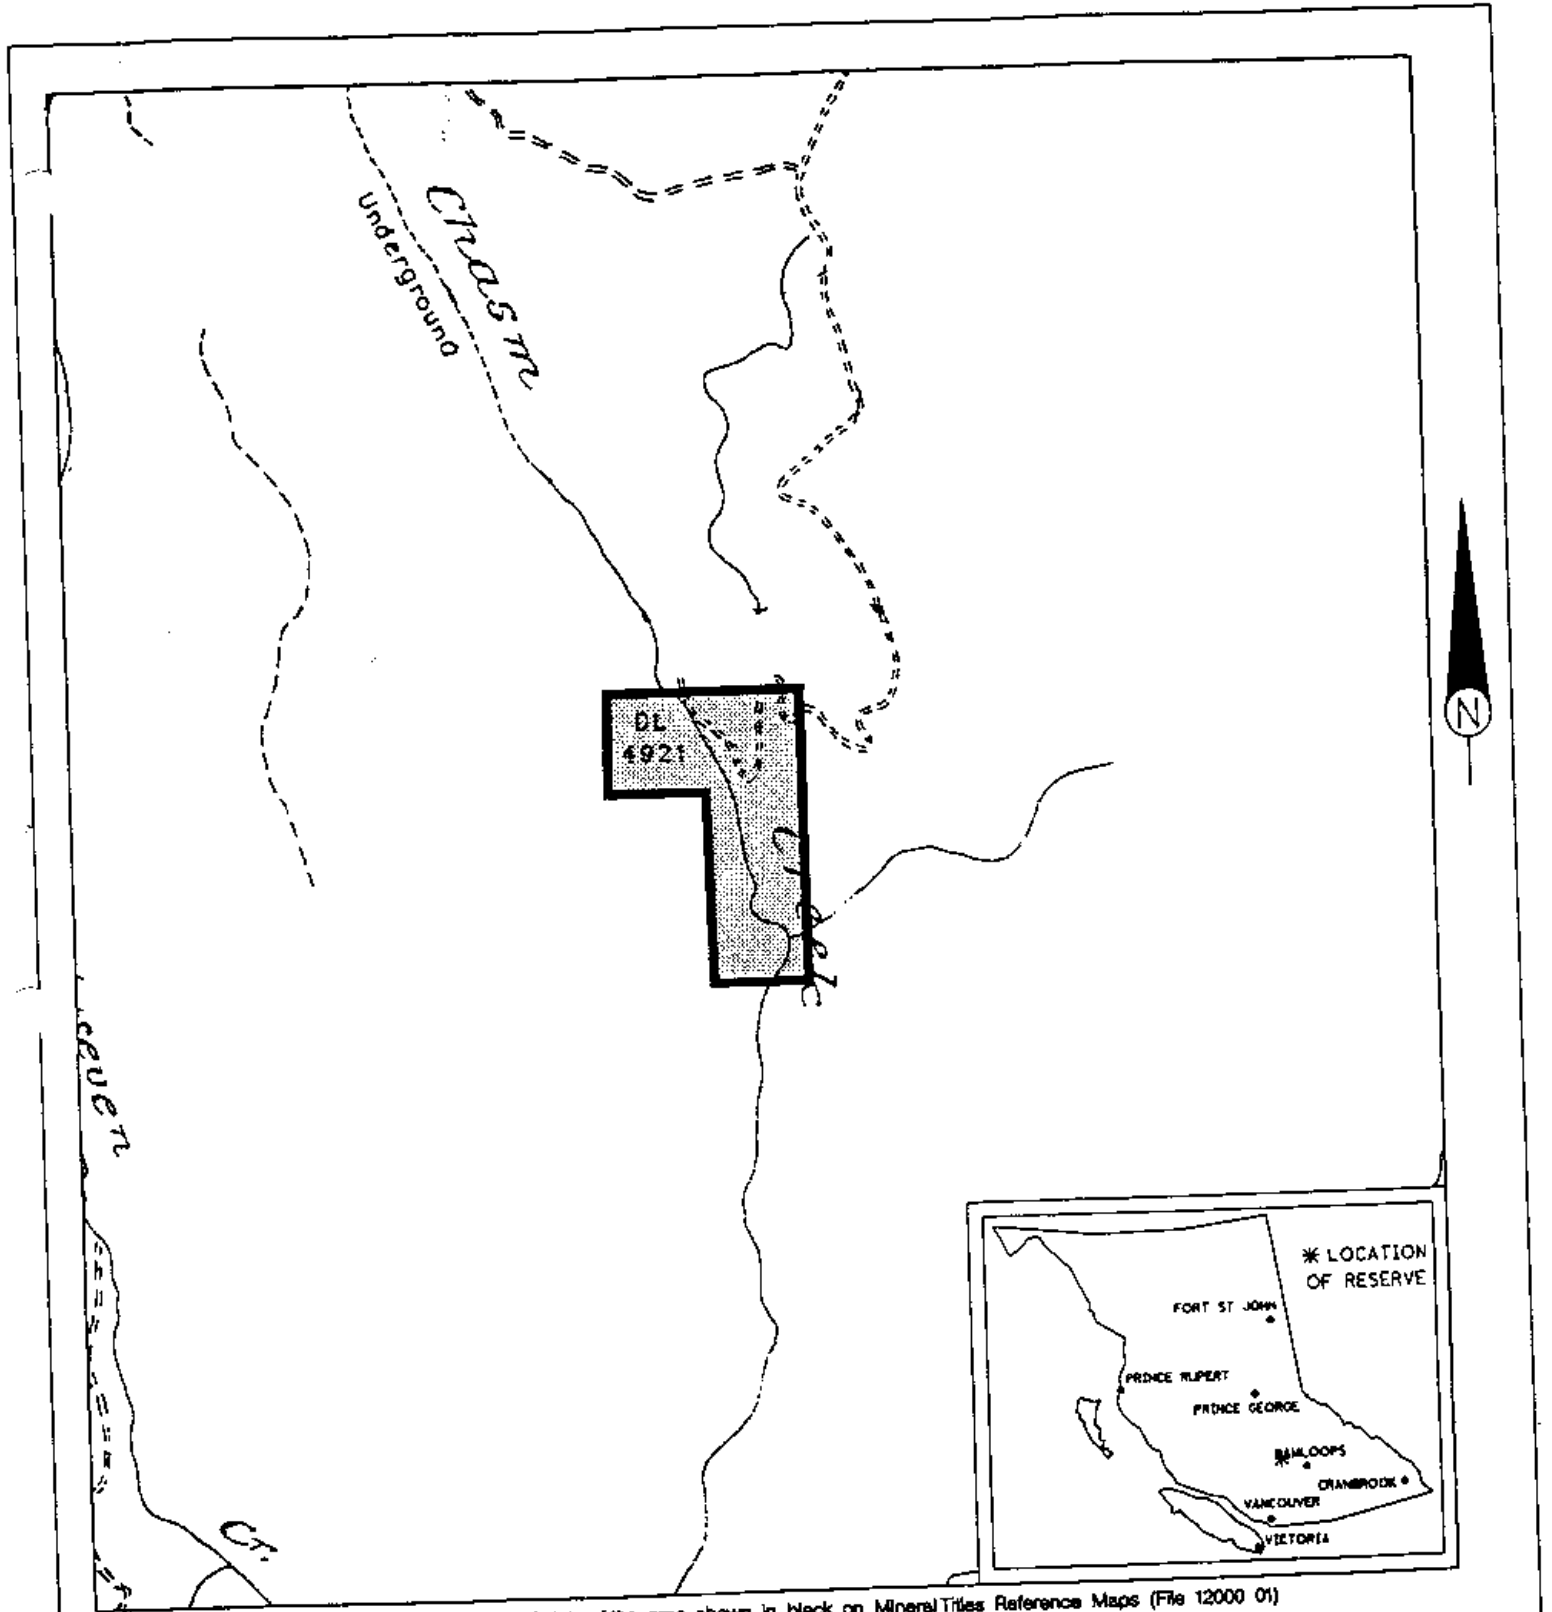 Chasm
Underground
N
DL
4921
Creek
Cr.
* LOCATION
OF RESERVE
FORT ST JOHN
PRINCE RUPERT
PRINCE GEORGE
KAMLOOPS
CRANBROOK
VANCOUVER
VICTORIA
shown in black on Mineral Titles Reference Maps (File 12000 01)